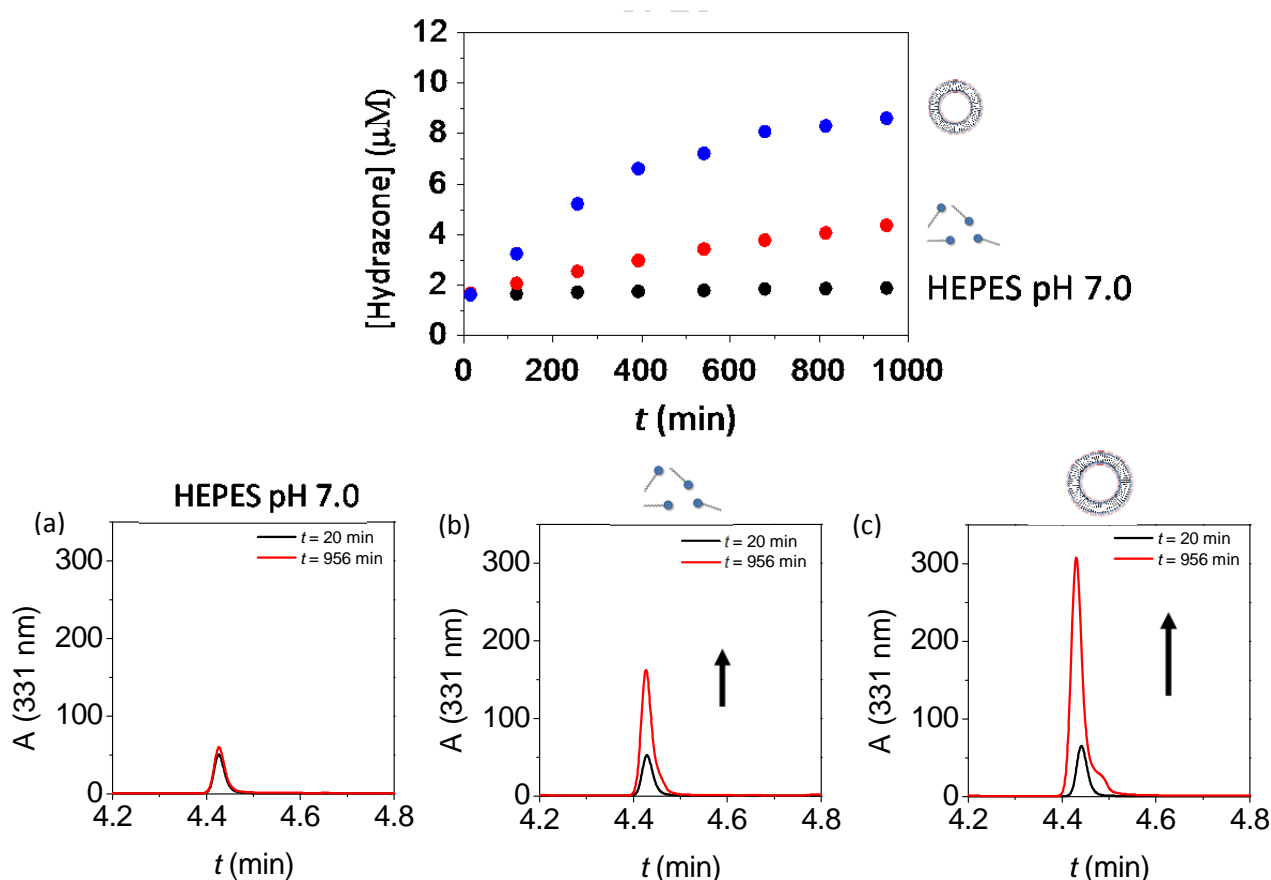 12
10
8
6
4
2
0
[Hydrazone] (µM)
0 200 400 600 800 1000
t (min)
HEPES pH 7.0
HEPES pH 7.0
(a)
t = 20 min
t = 956 min
300
200
100
0
A (331 nm)
4.2 4.4 4.6 4.8
t (min)
(b)
t = 20 min
t = 956 min
300
200
100
0
A (331 nm)
4.2 4.4 4.6 4.8
t (min)
(c)
t = 20 min
t = 956 min
300
200
100
0
A (331 nm)
4.2 4.4 4.6 4.8
t (min)